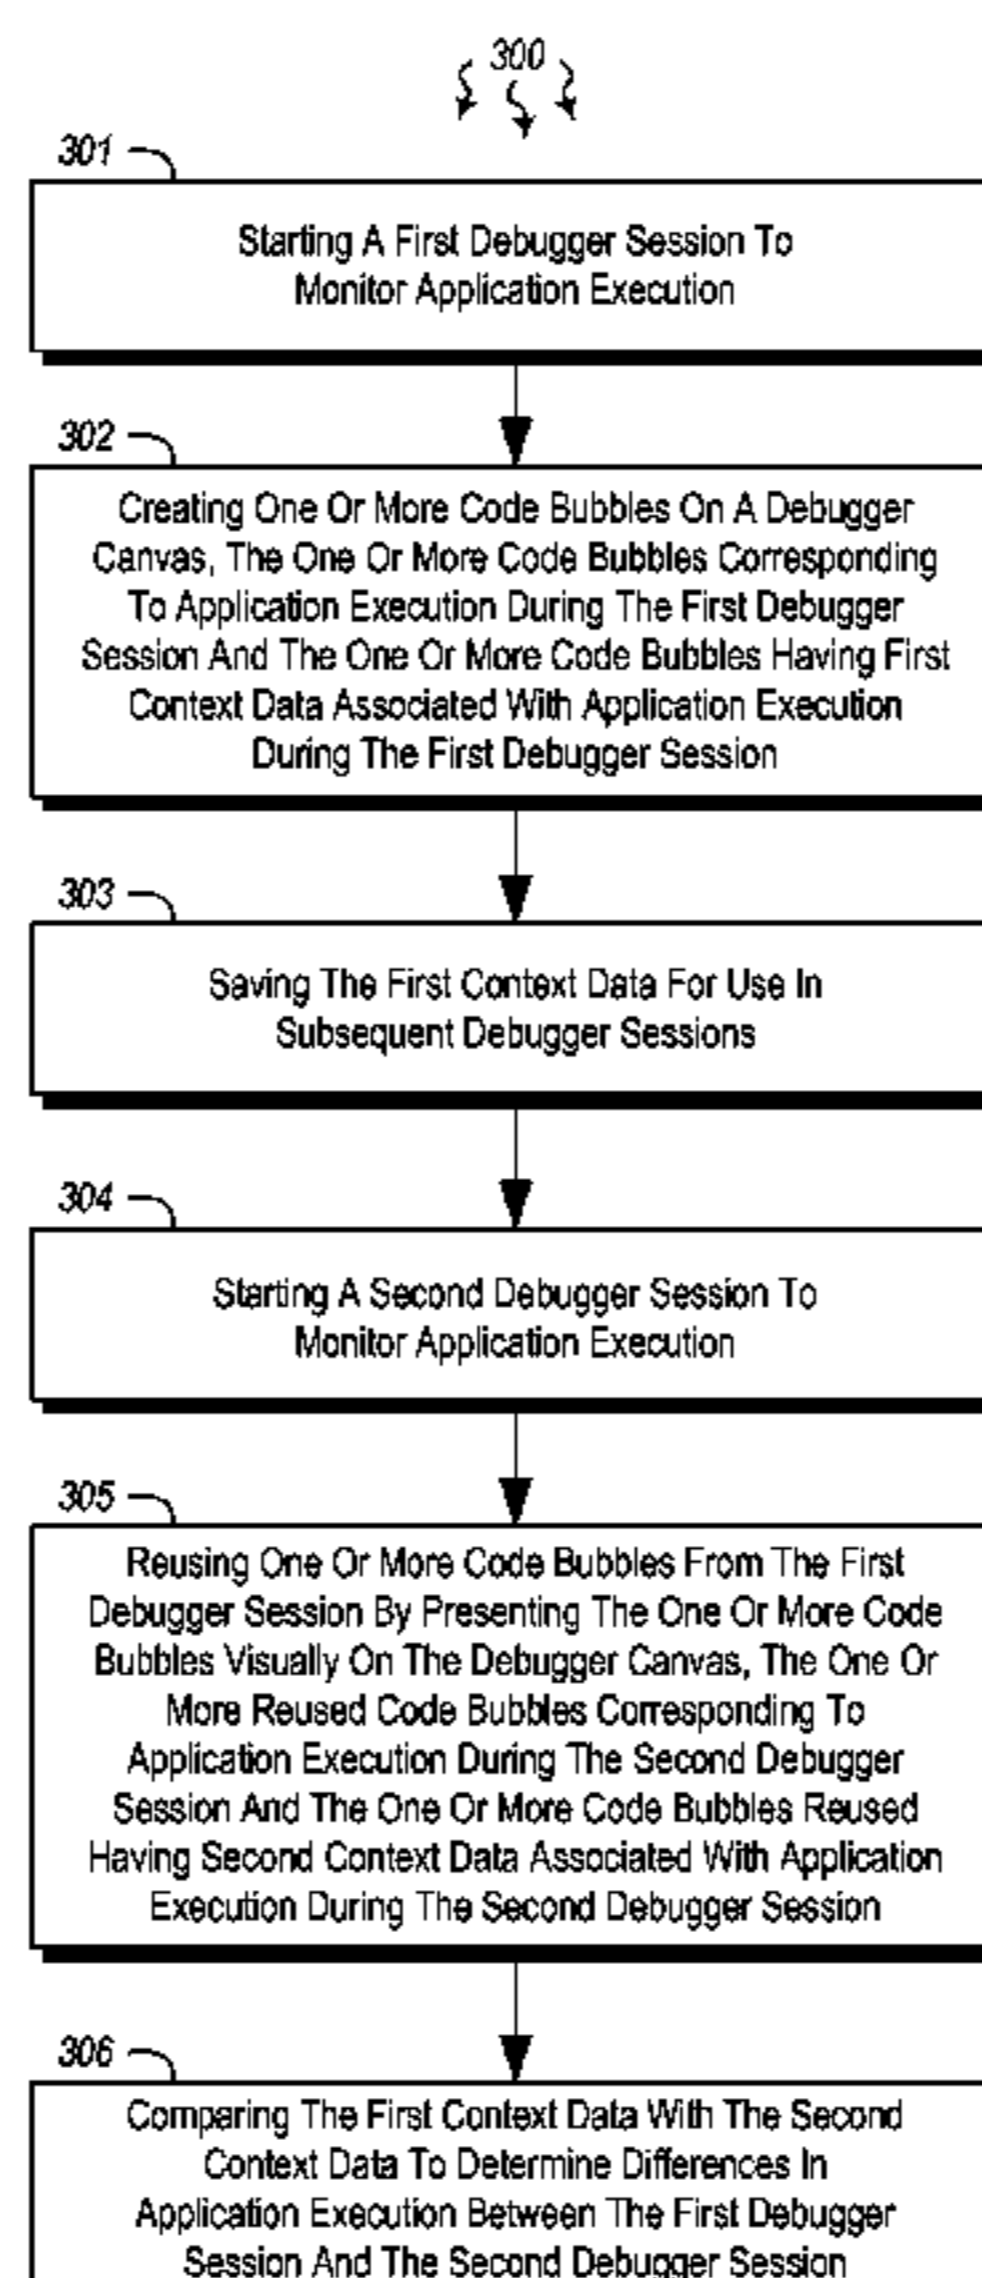 300
301
Starting A First Debugger Session To
Monitor Application Execution
302
Creating One Or More Code Bubbles On A Debugger
Canvas, The One Or More Code Bubbles Corresponding
To Application Execution During The First Debugger
Session And The One Or More Code Bubbles Having First
Context Data Associated With Application Execution
During The First Debugger Session
303
Saving The First Context Data For Use In
Subsequent Debugger Sessions
304
Starting A Second Debugger Session To
Monitor Application Execution
305
Reusing One Or More Code Bubbles From The First
Debugger Session By Presenting The One Or More Code
Bubbles Visually On The Debugger Canvas, The One Or
More Reused Code Bubbles Corresponding To
Application Execution During The Second Debugger
Session And The One Or More Code Bubbles Reused
Having Second Context Data Associated With Application
Execution During The Second Debugger Session
306
Comparing The First Context Data With The Second
Context Data To Determine Differences In
Application Execution Between The First Debugger
Session And The Second Debugger Session